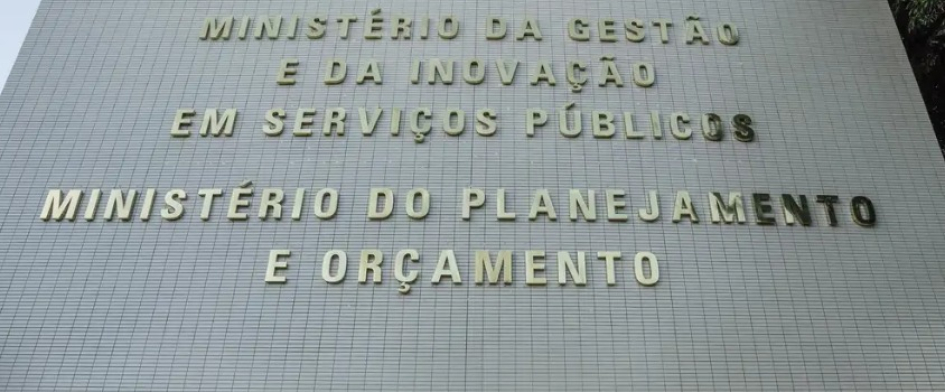 MINISTÉRIO DA GESTÃO
E DA INOVAÇÃO
EM SERVIÇOS PÚBLICOS
MINISTÉRIO DO PLANEJAMENTO
E ORÇAMENTO